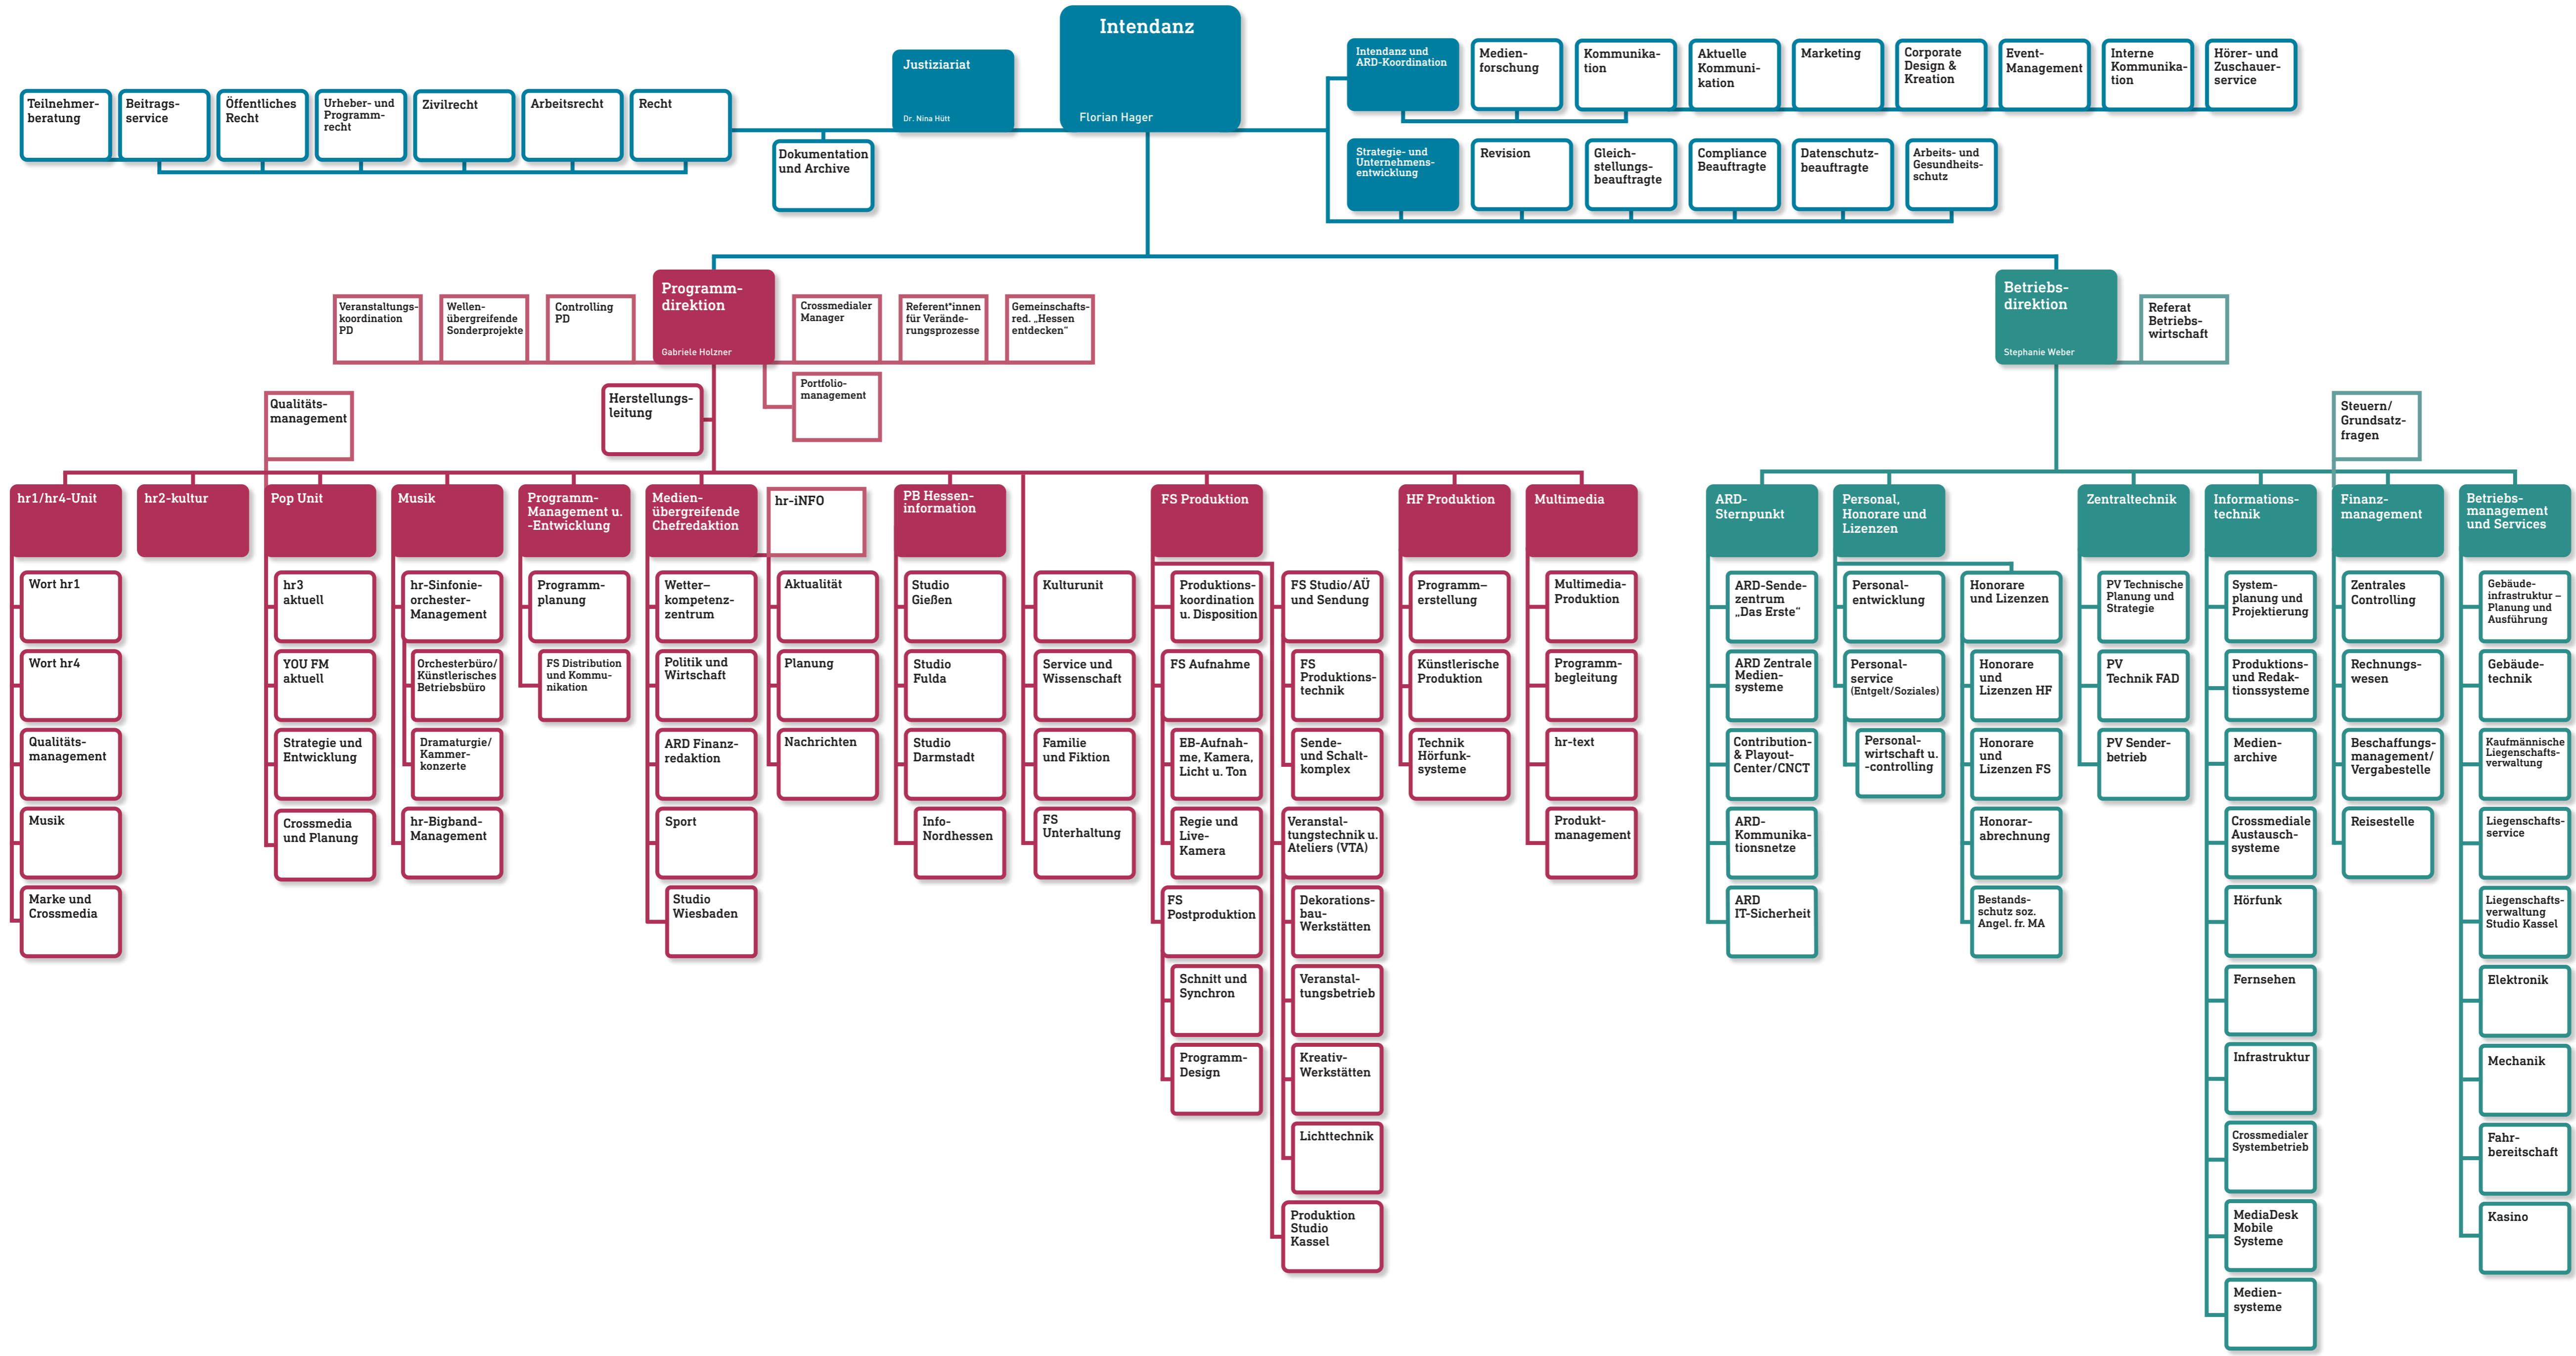 Intendanz
Florian Hager
Justiziariat
Dr. Nina Hütt
Teilnehmer-
beratung
Beitrags-
service
Öffentliches
Recht
Urheber- und
Programm-
recht
Zivilrecht
Arbeitsrecht
Recht
Dokumentation
und Archive
Intendanz und
ARD-Koordination
Medien-
forschung
Kommunika-
tion
Aktuelle
Kommuni-
kation
Marketing
Corporate
Design &
Kreation
Event-
Management
Interne
Kommunika-
tion
Hörer- und
Zuschauer-
service
Strategie- und
Unternehmens-
entwicklung
Revision
Gleich-
stellungs-
beauftragte
Compliance
Beauftragte
Datenschutz-
beauftragte
Arbeits- und
Gesundheits-
schutz
Veranstaltungs-
koordination
PD
Wellen-
übergreifende
Sonderprojekte
Controlling
PD
Programm-
direktion
Gabriele Holzner
Crossmedialer
Manager
Referent*innen
für Verände-
rungsprozesse
Gemeinschafts-
red. „Hessen
entdecken“
Portfolio-
management
Herstellungs-
leitung
Qualitäts-
management
Betriebs-
direktion
Stephanie Weber
Referat
Betriebs-
wirtschaft
Steuern/
Grundsatz-
fragen
hr1/hr4-Unit
Wort hr1
Wort hr4
Qualitäts-
management
Musik
Marke und
Crossmedia
hr2-kultur
Pop Unit
hr3
aktuell
YOU FM
aktuell
Strategie und
Entwicklung
Crossmedia
und Planung
Musik
hr-Sinfonie-
orchester-
Management
Orchesterbüro/
Künstlerisches
Betriebsbüro
Dramaturgie/
Kammer-
konzerte
hr-Bigband-
Management
Programm-
Management u.
-Entwicklung
Programm-
planung
FS Distribution
und Kommu-
nikation
Medien-
übergreifende
Chefredaktion
Wetter–
kompetenz-
zentrum
Politik und
Wirtschaft
ARD Finanz-
redaktion
Sport
Studio
Wiesbaden
hr-iNFO
Aktualität
Planung
Nachrichten
PB Hessen-
information
Studio
Gießen
Studio
Fulda
Studio
Darmstadt
Info-
Nordhessen
Kulturunit
Service und
Wissenschaft
Familie
und Fiktion
FS
Unterhaltung
FS Produktion
Produktions-
koordination
u. Disposition
FS Aufnahme
EB-Aufnah-
me, Kamera,
Licht u. Ton
Regie und
Live-
Kamera
FS
Postproduktion
Schnitt und
Synchron
Programm-
Design
FS Studio/AÜ
und Sendung
FS
Produktions-
technik
Sende-
und Schalt-
komplex
Veranstal-
tungstechnik u.
Ateliers (VTA)
Dekorations-
bau-
Werkstätten
Veranstal-
tungsbetrieb
Kreativ-
Werkstätten
Lichttechnik
Produktion
Studio
Kassel
HF Produktion
Programm–
erstellung
Künstlerische
Produktion
Technik
Hörfunk-
systeme
Multimedia
Multimedia-
Produktion
Programm-
begleitung
hr-text
Produkt-
management
ARD-
Sternpunkt
ARD-Sende-
zentrum
„Das Erste“
ARD Zentrale
Medien-
systeme
Contribution-
& Playout-
Center/CNCT
ARD-
Kommunika-
tionsnetze
ARD
IT-Sicherheit
Personal,
Honorare und
Lizenzen
Personal-
entwicklung
Personal-
service
(Entgelt/Soziales)
Personal-
wirtschaft u.
-controlling
Honorare
und Lizenzen
Honorare
und
Lizenzen HF
Honorare
und
Lizenzen FS
Honorar-
abrechnung
Bestands-
schutz soz.
Angel. fr. MA
Zentraltechnik
PV Technische
Planung und
Strategie
PV
Technik FAD
PV Sender-
betrieb
Informations-
technik
System-
planung und
Projektierung
Produktions-
und Redak-
tionssysteme
Medien-
archive
Crossmediale
Austausch-
systeme
Hörfunk
Fernsehen
Infrastruktur
Crossmedialer
Systembetrieb
MediaDesk
Mobile
Systeme
Medien-
systeme
Finanz-
management
Zentrales
Controlling
Rechnungs-
wesen
Beschaffungs-
management/
Vergabestelle
Reisestelle
Betriebs-
management
und Services
Gebäude-
infrastruktur –
Planung und
Ausführung
Gebäude-
technik
Kaufmännische
Liegenschafts-
verwaltung
Liegenschafts-
service
Liegenschafts-
verwaltung
Studio Kassel
Elektronik
Mechanik
Fahr-
bereitschaft
Kasino